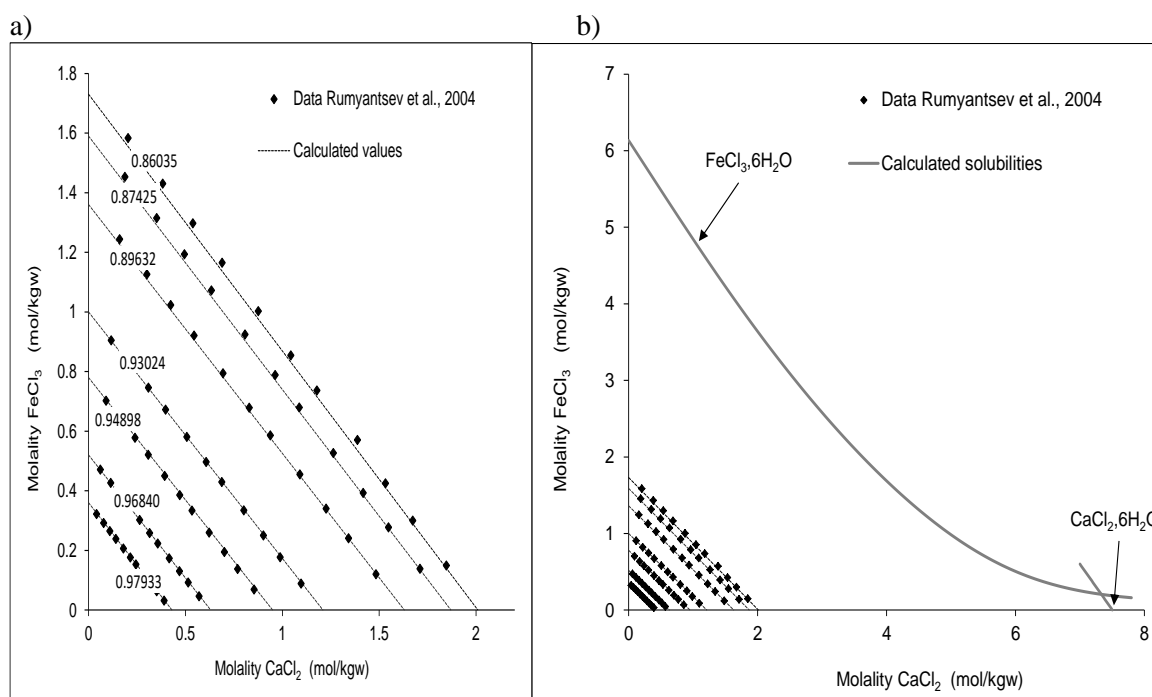 a)
1.8
1.6
1.4
1.2
1
0.8
0.6
0.4
0.2
0
0
0.5
1
1.5
2
Molality FeCl3 (mol/kgw)
Molality CaCl2 (mol/kgw)
Data Rumyantsev et al., 2004
Calculated values
0.86035
0.87425
0.89632
0.93024
0.94898
0.96840
0.97933
b)
7
6
5
4
3
2
1
0
0
2
4
6
8
Molality FeCl3 (mol/kgw)
Molality CaCl2 (mol/kgw)
Data Rumyantsev et al., 2004
Calculated solubilities
FeCl3,6H2O
CaCl2,6H2O